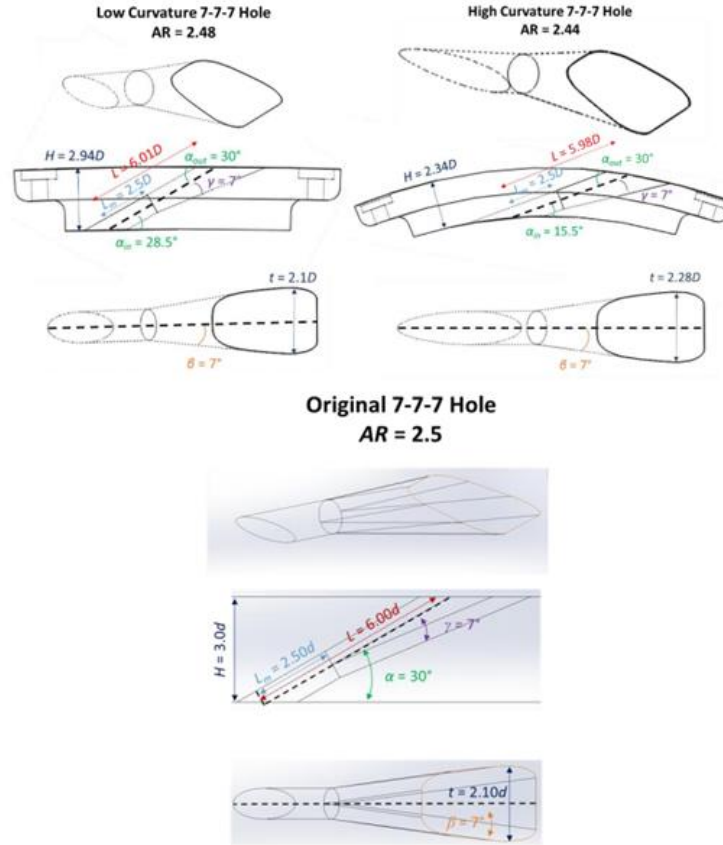 Low Curvature 7-7-7 Hole
AR = 2.48
H = 2.94D
L = 6.01D
αout = 30°
Lm = 2.5D
γ = 7°
αin = 28.5°
t = 2.1D
β = 7°
High Curvature 7-7-7 Hole
AR = 2.44
L = 5.98D
αout = 30°
H = 2.34D
Lm = 2.5D
γ = 7°
αin = 15.5°
t = 2.28D
β = 7°
Original 7-7-7 Hole
AR = 2.5
H = 3.0d
L = 6.00d
Lm = 2.50d
γ = 7°
α = 30°
t = 2.10d
β = 7°